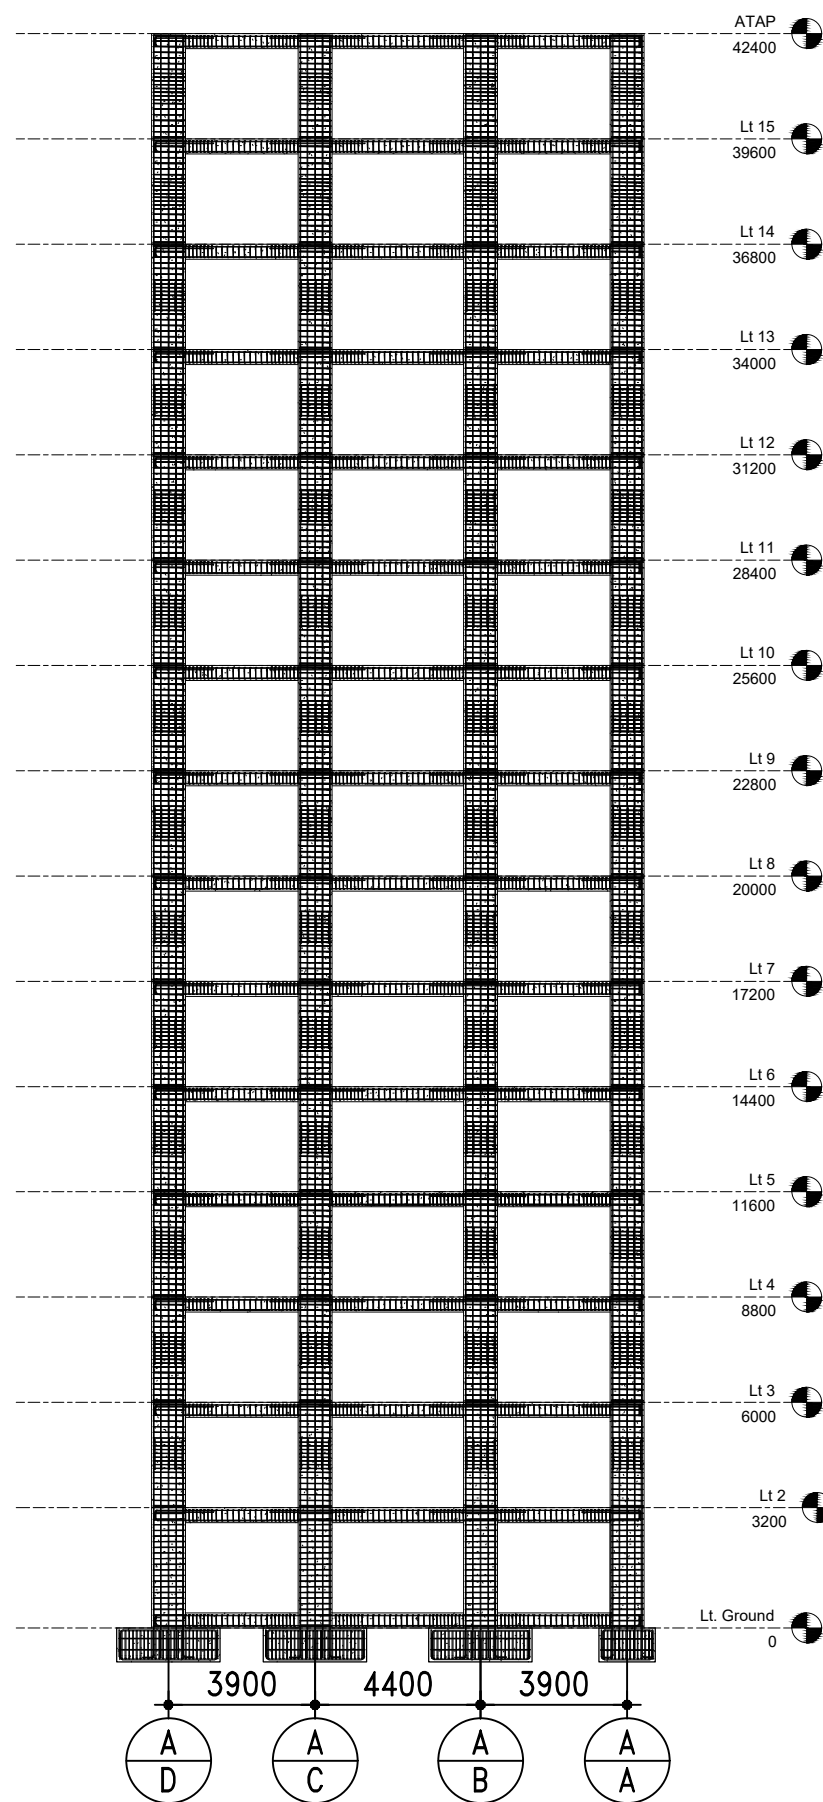 ATAP
42400
Lt 15
39600
Lt 14
36800
Lt 13
34000
Lt 12
31200
Lt 11
28400
Lt 10
25600
Lt 9
22800
Lt 8
20000
Lt 7
17200
Lt 6
14400
Lt 5
11600
Lt 4
8800
Lt 3
6000
Lt 2
3200
Lt. Ground
0
3900 4400 3900
A A A A
D C B A